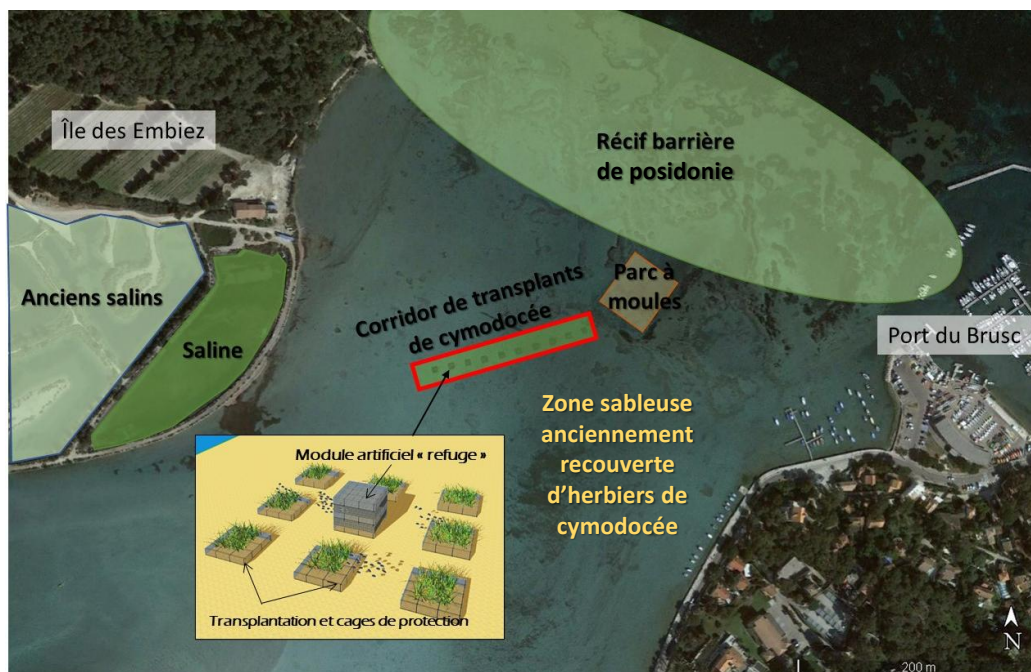 Île des Embiez
Récif barrière
de posidonie
Parc à
moules
Anciens salins
Corridor de transplants
de cymodocée
Saline
Port du Brusc
Zone sableuse
anciennement
recouverte
d’herbiers de
cymodocée
Module artificiel « refuge »
Transplantation et cages de protection
N
200 m